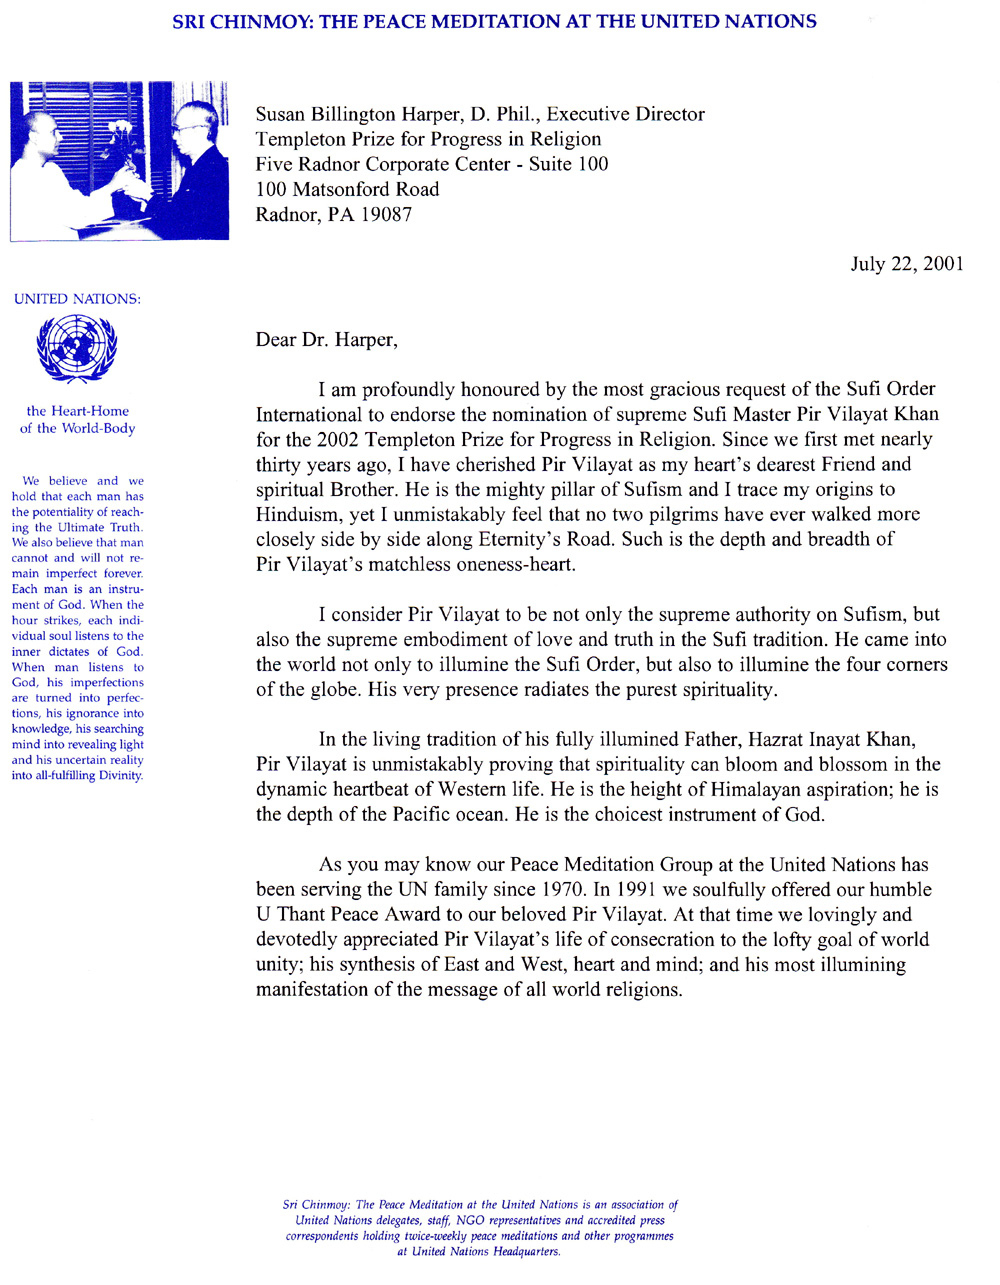 SRI CHINMOY: THE PEACE MEDITATION AT THE UNITED NATIONS
Susan Billington Harper, D. Phil., Executive Director
Templeton Prize for Progress in Religion
Five Radnor Corporate Center - Suite 100
100 Matsonford Road
Radnor, PA 19087
July 22, 2001
UNITED NATIONS:
the Heart-Home
of the World-Body
We believe and we
hold that each man has
the potentiality of reach-
ing the Ultimate Truth.
We also believe that man
cannot and will not re-
main imperfect forever.
Each man is an instru-
ment of God. When the
hour strikes, each indi-
vidual soul listens to the
inner dictates of God.
When man listens to
God, his imperfections
are turned into perfec-
tions, his ignorance into
knowledge, his searching
mind into revealing light
and his uncertain reality
into all-fulfilling Divinity.
Dear Dr. Harper,
I am profoundly honoured by the most gracious request of the Sufi Order
International to endorse the nomination of supreme Sufi Master Pir Vilayat Khan
for the 2002 Templeton Prize for Progress in Religion. Since we first met nearly
thirty years ago, I have cherished Pir Vilayat as my heart's dearest Friend and
spiritual Brother. He is the mighty pillar of Sufism and I trace my origins to
Hinduism, yet I unmistakably feel that no two pilgrims have ever walked more
closely side by side along Eternity's Road. Such is the depth and breadth of
Pir Vilayat's matchless oneness-heart.
I consider Pir Vilayat to be not only the supreme authority on Sufism, but
also the supreme embodiment of love and truth in the Sufi tradition. He came into
the world not only to illumine the Sufi Order, but also to illumine the four corners
of the globe. His very presence radiates the purest spirituality.
In the living tradition of his fully illumined Father, Hazrat Inayat Khan,
Pir Vilayat is unmistakably proving that spirituality can bloom and blossom in the
dynamic heartbeat of Western life. He is the height of Himalayan aspiration; he is
the depth of the Pacific ocean. He is the choicest instrument of God.
As you may know our Peace Meditation Group at the United Nations has
been serving the UN family since 1970. In 1991 we soulfully offered our humble
U Thant Peace Award to our beloved Pir Vilayat. At that time we lovingly and
devotedly appreciated Pir Vilayat's life of consecration to the lofty goal of world
unity; his synthesis of East and West, heart and mind; and his most illumining
manifestation of the message of all world religions.
Sri Chinmoy: The Peace Meditation at the United Nations is an association of
United Nations delegates, staff, NGO representatives and accredited press
correspondents holding twice-weekly peace meditations and other programmes
at United Nations Headquarters.